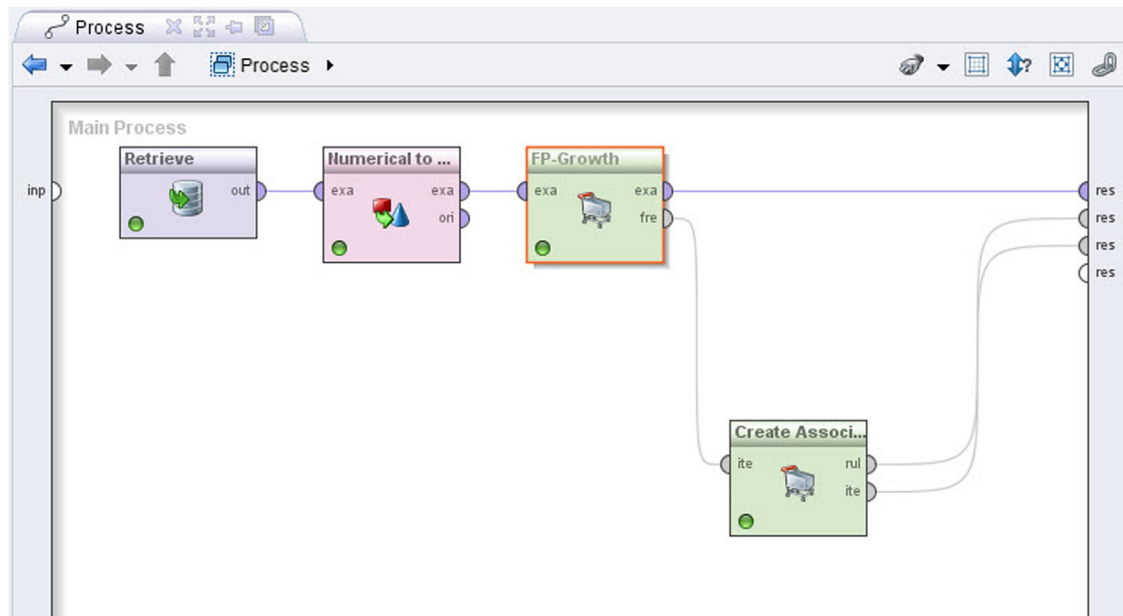 Process
Process
Main Process
Retrieve
Numerical to ...
FP-Growth
inp
out
exa
exa
exa
exa
res
ori
fre
res
res
res
Create Associ...
ite
rul
ite